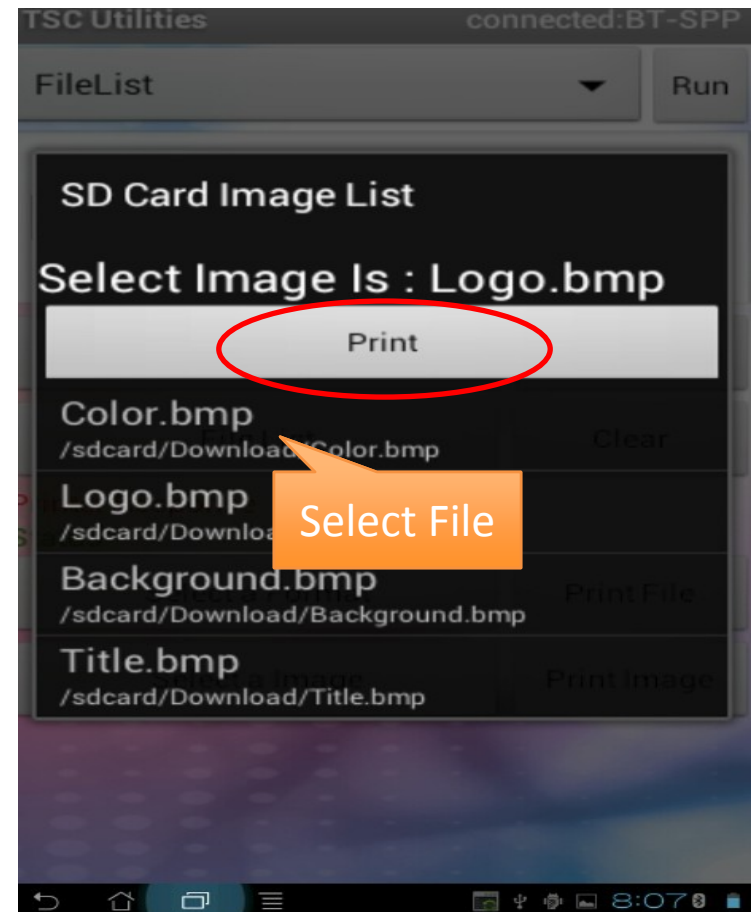 TSC Utilities connected:BT-SPP
FileList Run
SD Card Image List
Select Image Is : Logo.bmp
Print
Color.bmp
/sdcard/Download/Color.bmp
Clear
Logo.bmp
Select File
Background.bmp
/sdcard/Download/Background.bmp
Print File
Title.bmp
/sdcard/Download/Title.bmp
Select a Image Print Image
8:07